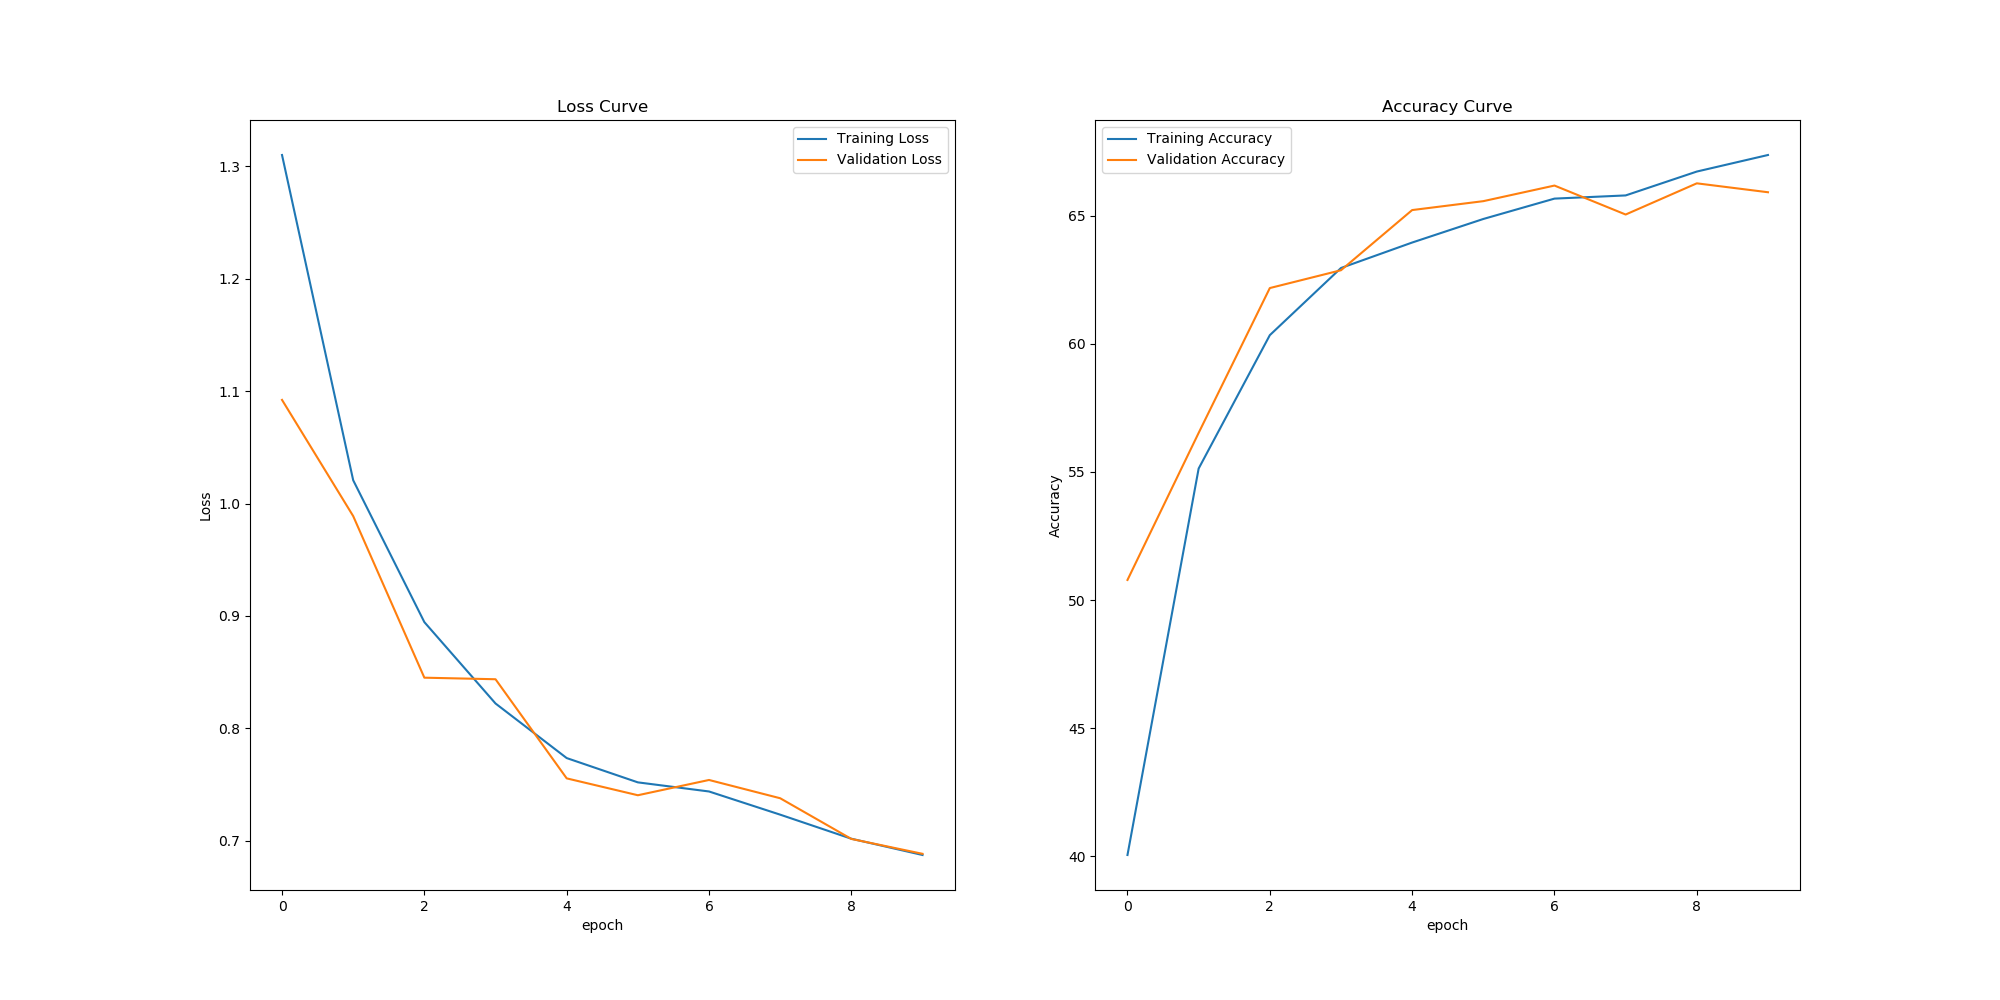 Loss Curve
Training Loss
Validation Loss
1.3
1.2
1.1
1.0
0.9
0.8
0.7
Loss
0 2 4 6 8
epoch
Accuracy Curve
Training Accuracy
Validation Accuracy
65
60
55
50
45
40
Accuracy
0 2 4 6 8
epoch